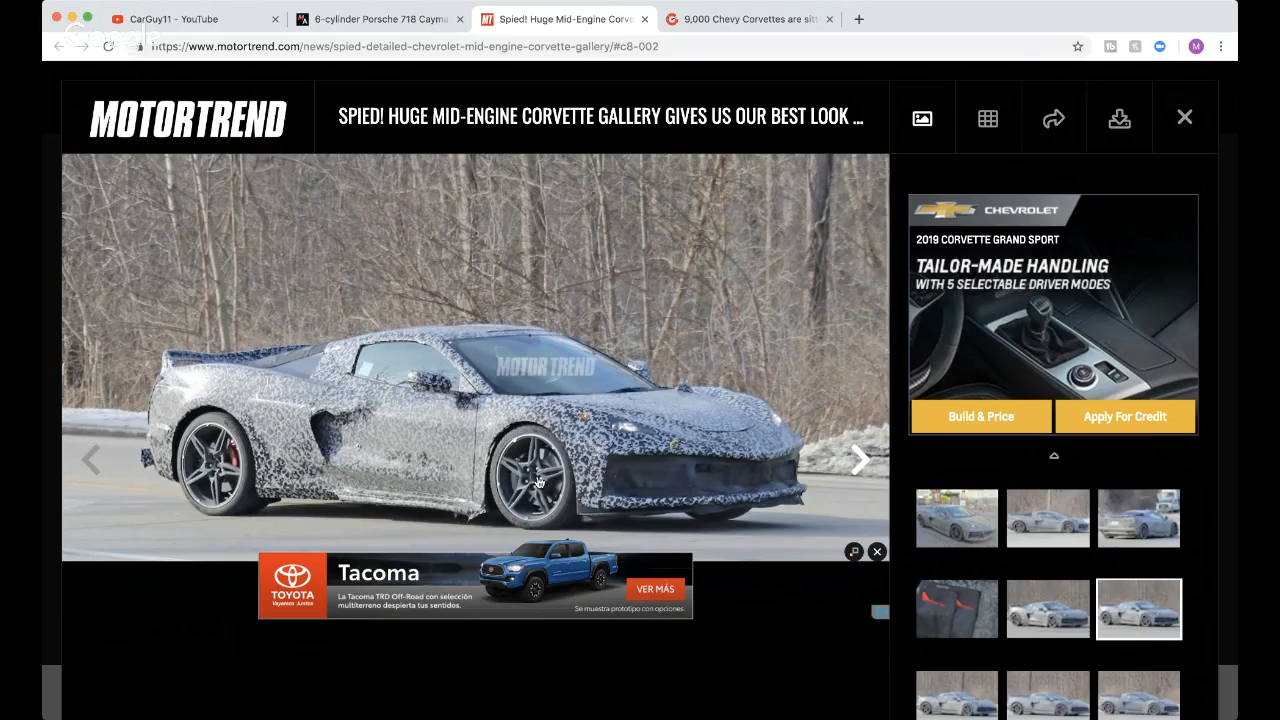 CarGuy11 - YouTube
6-cylinder Porsche 718 Cayma
Spied! Huge Mid-Engine Corve
9,000 Chevy Corvettes are sitt
Google
https://www.motortrend.com/news/spied-detailed-chevrolet-mid-engine-corvette-gallery/#c8-002
M
MOTORTREND
SPIED! HUGE MID-ENGINE CORVETTE GALLERY GIVES US OUR BEST LOOK ...
MOTOR TREND
CHEVROLET
2019 CORVETTE GRAND SPORT
TAILOR-MADE HANDLING
WITH 5 SELECTABLE DRIVER MODES
Build & Price
Apply For Credit
TOYOTA
Vayamos Juntos
Tacoma
La Tacoma TRD Off-Road con selección
multiterreno despierta tus sentidos.
VER MÁS
Se muestra prototipo con opciones.